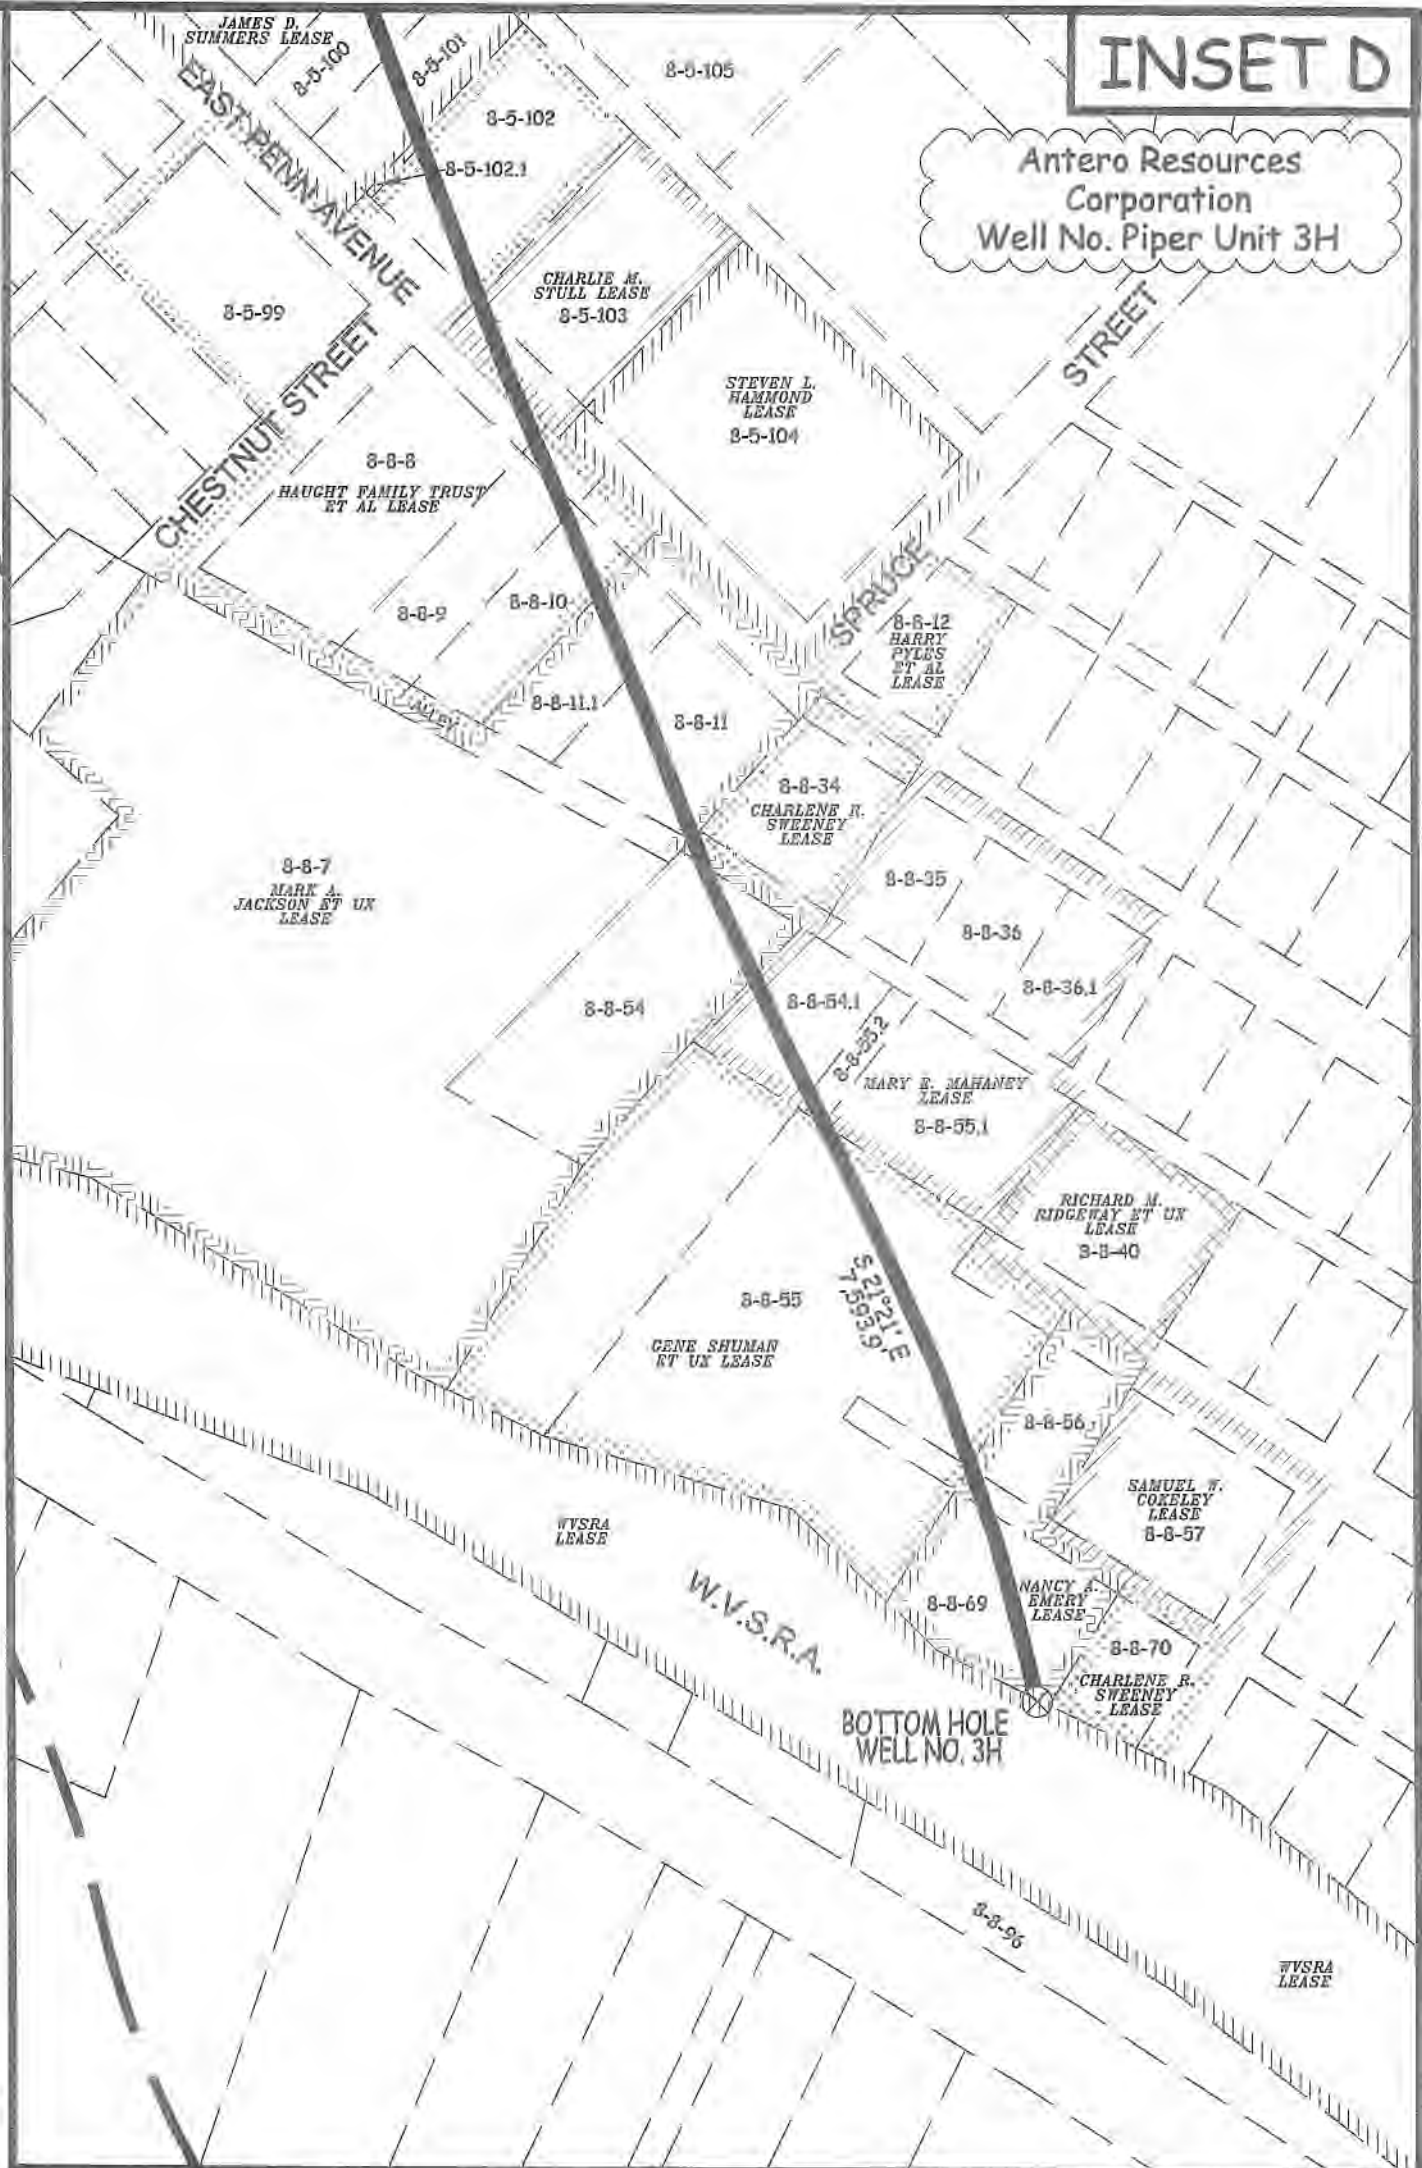 INSET D
Antero Resources
Corporation
Well No. Piper Unit 3H
JAMES D.
SUMMERS LEASE
8-5-100
8-5-101
8-5-105
8-5-102
8-5-102.1
EAST PENN AVENUE
CHARLIE M.
STULL LEASE
8-5-103
8-5-99
STREET
STEVEN L.
HAMMOND
LEASE
8-5-104
CHESTNUT STREET
8-8-8
HAUGHT FAMILY TRUST
ET AL LEASE
SPRUCE
8-8-9
8-8-10
8-8-12
HARRY
PYLES
ET AL
LEASE
8-8-11.1
ALLEY
8-8-11
8-8-34
CHARLENE R.
SWEENEY
LEASE
8-8-7
MARK A.
JACKSON ET UX
LEASE
8-8-35
8-8-36
8-8-36.1
8-8-54
8-8-54.1
8-8-55.2
MARY E. MAHANEY
LEASE
8-8-55.1
RICHARD M.
RIDGEWAY ET UX
LEASE
8-8-40
S 21°21' E
7,593.9'
8-8-55
GENE SHUMAN
ET UX LEASE
8-8-56
SAMUEL W.
COKELEY
LEASE
8-8-57
WVSRA
LEASE
W.V.S.R.A.
8-8-69
NANCY A.
EMERY
LEASE
8-8-70
CHARLENE R.
SWEENEY
LEASE
BOTTOM HOLE
WELL NO. 3H
8-8-96
WVSRA
LEASE